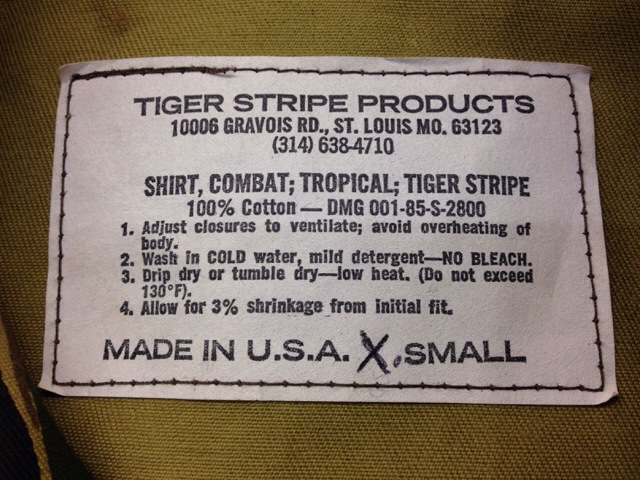 TIGER STRIPE PRODUCTS
10006 GRAVOIS RD., ST. LOUIS MO. 63123
(314) 638-4710
SHIRT, COMBAT; TROPICAL; TIGER STRIPE
100% Cotton — DMG 001-85-S-2800
1. Adjust closures to ventilate; avoid overheating of
body.
2. Wash in COLD water, mild detergent—NO BLEACH.
3. Drip dry or tumble dry—low heat. (Do not exceed
130°F).
4. Allow for 3% shrinkage from initial fit.
MADE IN U.S.A. X. SMALL